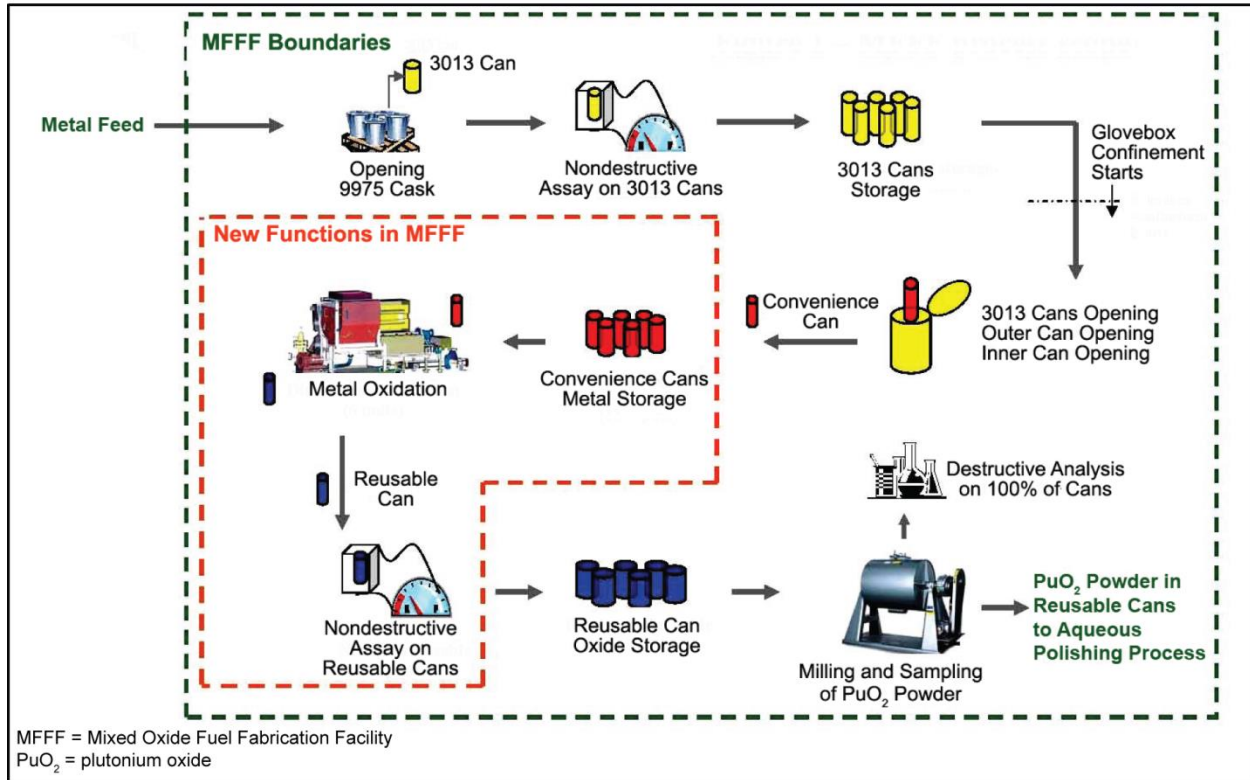 MFFF Boundaries
3013 Can
Metal Feed
Opening
9975 Cask
Nondestructive
Assay on 3013 Cans
3013 Cans
Storage
Glovebox
Confinement
Starts
New Functions in MFFF
3013 Cans Opening
Outer Can Opening
Inner Can Opening
Convenience
Can
Convenience Cans
Metal Storage
Metal Oxidation
Reusable
Can
Nondestructive
Assay on
Reusable Cans
Reusable Can
Oxide Storage
Destructive Analysis
on 100% of Cans
Milling and Sampling
of PuO₂ Powder
PuO₂ Powder in
Reusable Cans
to Aqueous
Polishing Process
MFFF = Mixed Oxide Fuel Fabrication Facility
PuO₂ = plutonium oxide